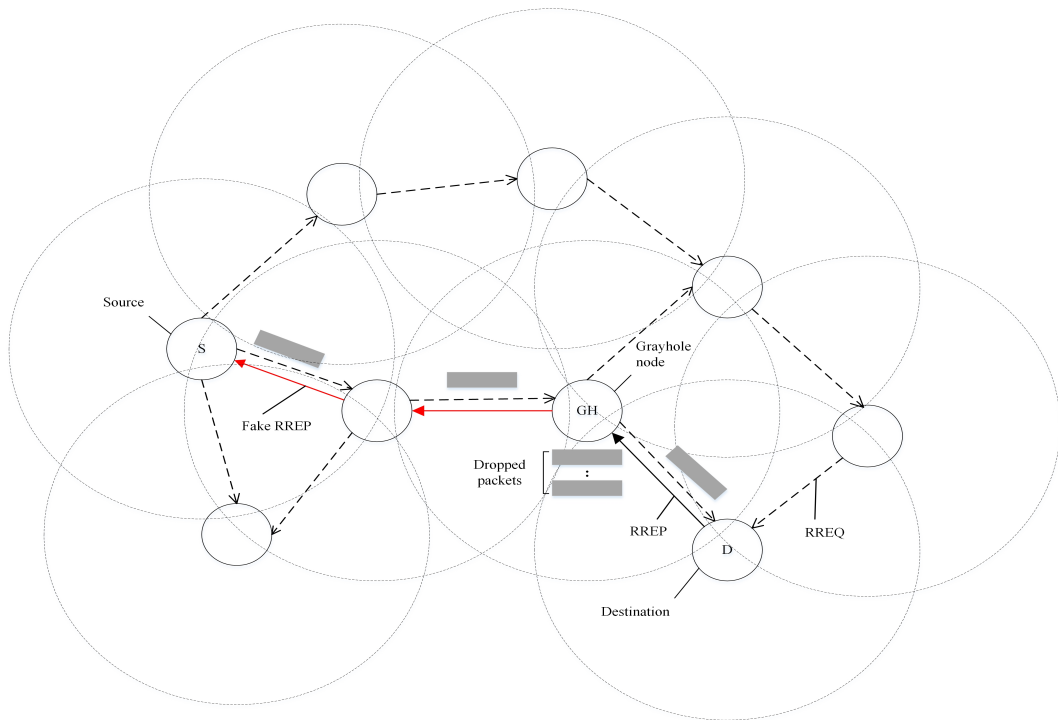 Source
S
Grayhole
node
Fake RREP
GH
Dropped
packets
:
RREP
RREQ
D
Destination